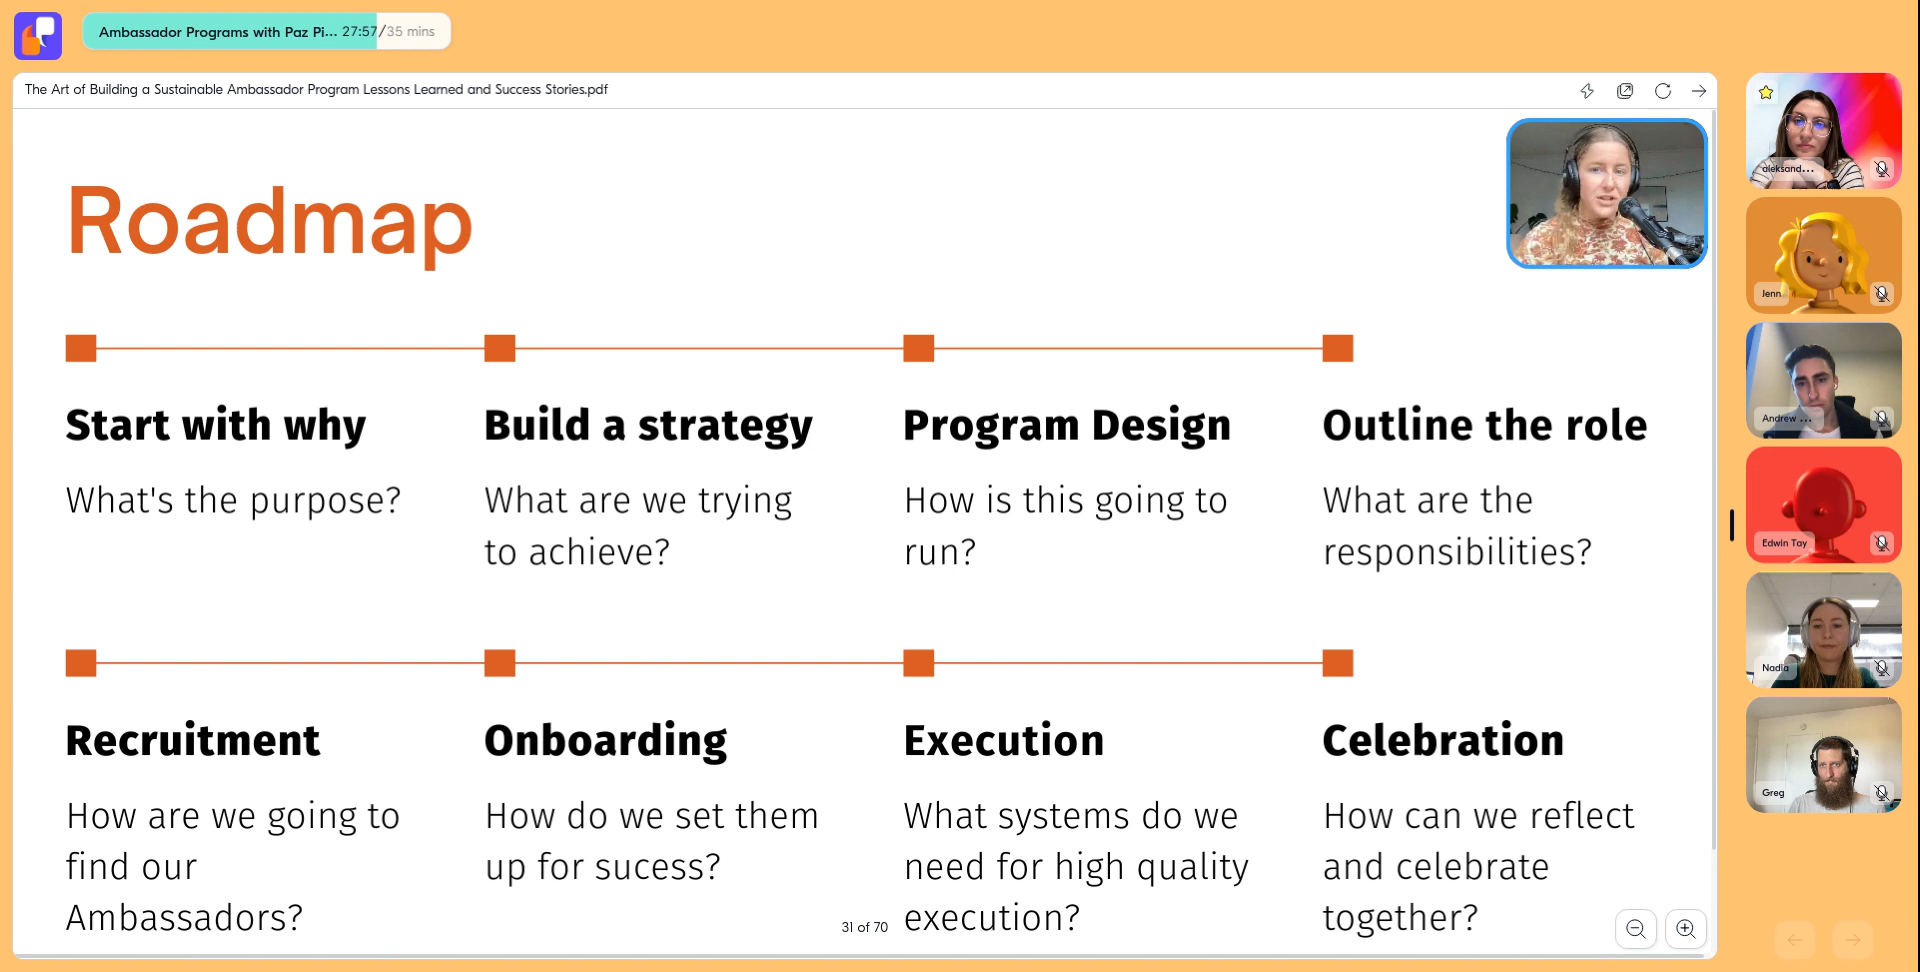 Ambassador Programs with Paz Pi... 27:57/35 mins
The Art of Building a Sustainable Ambassador Program Lessons Learned and Success Stories.pdf
Roadmap
Start with why
What's the purpose?
Build a strategy
What are we trying
to achieve?
Program Design
How is this going to
run?
Outline the role
What are the
responsibilities?
Recruitment
How are we going to
find our
Ambassadors?
Onboarding
How do we set them
up for sucess?
Execution
What systems do we
need for high quality
execution?
Celebration
How can we reflect
and celebrate
together?
31 of 70
aleksand...
Jenn
Andrew ...
Edwin Tay
Nadia
Greg